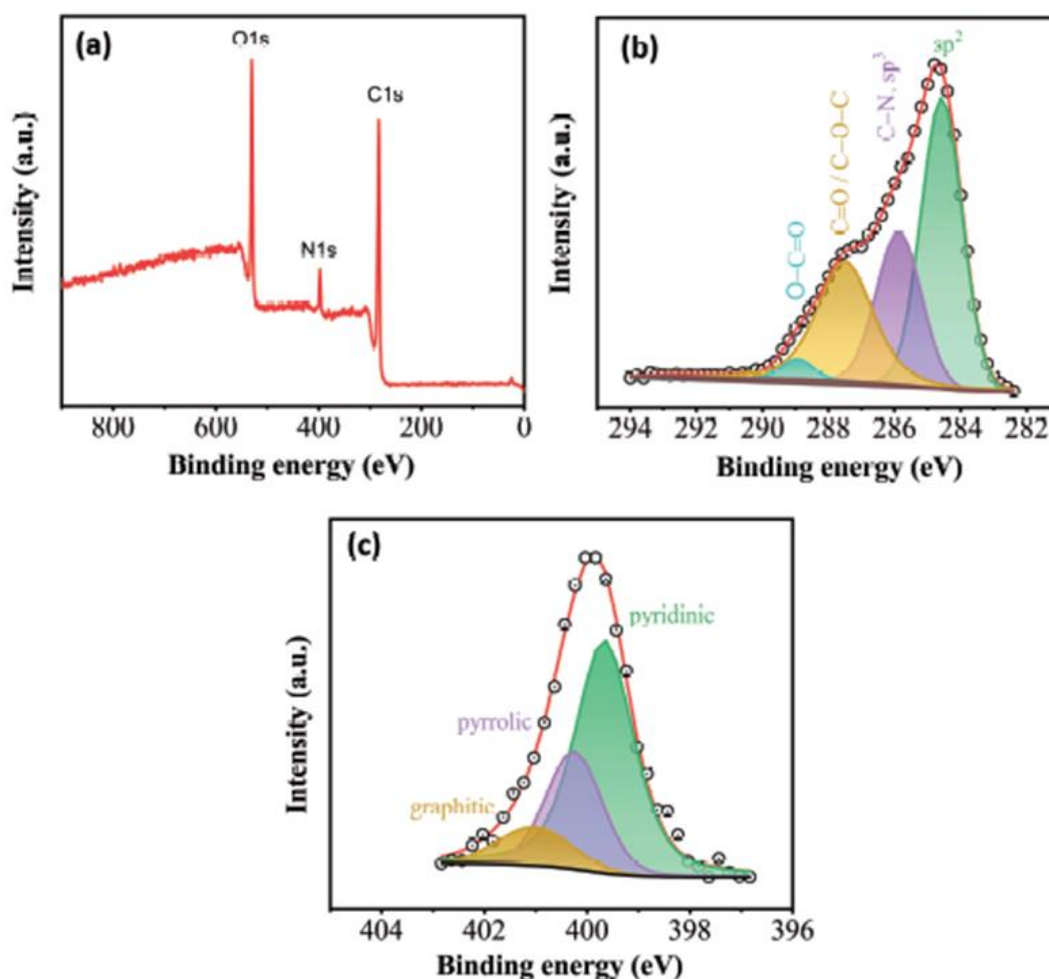 (a)
O1s
C1s
N1s
Intensity (a.u.)
800 600 400 200 0
Binding energy (eV)
(b)
sp²
C–N, sp³
C=O / C–O–C
O–C=O
Intensity (a.u.)
294 292 290 288 286 284 282
Binding energy (eV)
(c)
pyridinic
pyrrolic
graphitic
Intensity (a.u.)
404 402 400 398 396
Binding energy (eV)